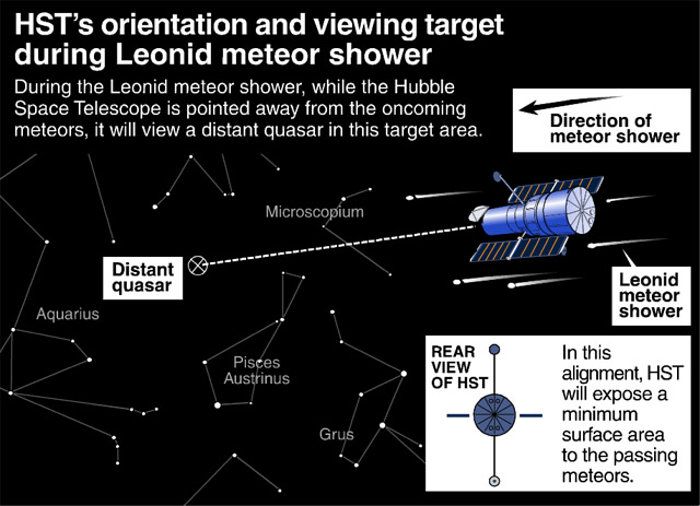 HST's orientation and viewing target
during Leonid meteor shower
During the Leonid meteor shower, while the Hubble
Space Telescope is pointed away from the oncoming
meteors, it will view a distant quasar in this target area.
Direction of
meteor shower
Microscopium
Distant
quasar
Leonid
meteor
shower
Aquarius
Pisces
Austrinus
Grus
REAR
VIEW
OF HST
In this
alignment, HST
will expose a
minimum
surface area
to the passing
meteors.